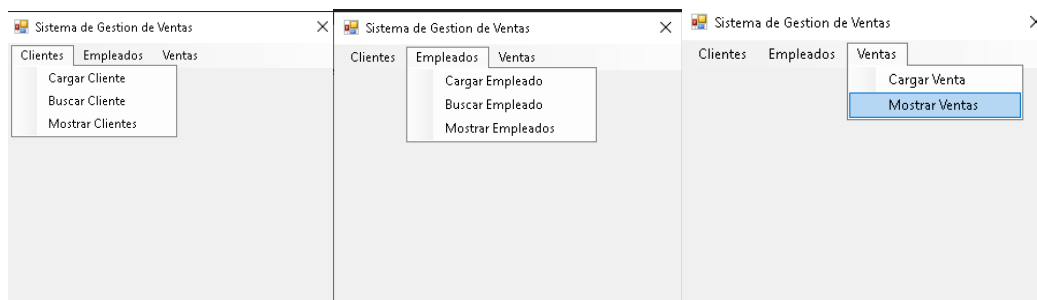 Sistema de Gestion de Ventas
Clientes Empleados Ventas
Cargar Cliente
Buscar Cliente
Mostrar Clientes
Sistema de Gestion de Ventas
Clientes Empleados Ventas
Cargar Empleado
Buscar Empleado
Mostrar Empleados
Sistema de Gestion de Ventas
Clientes Empleados Ventas
Cargar Venta
Mostrar Ventas